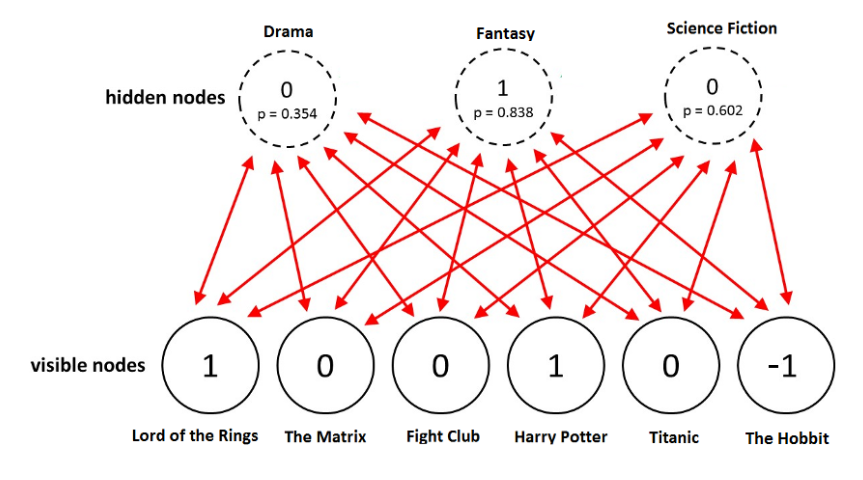 Drama
Fantasy
Science Fiction
hidden nodes
0
p = 0.354
1
p = 0.838
0
p = 0.602
visible nodes
1
0
0
1
0
-1
Lord of the Rings
The Matrix
Fight Club
Harry Potter
Titanic
The Hobbit